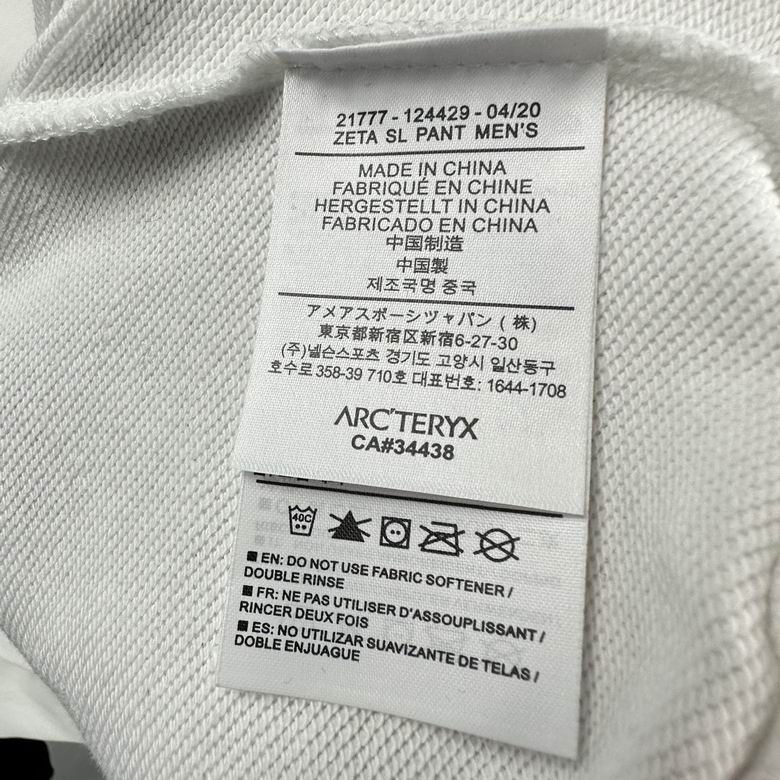 21777 - 124429 - 04/20
ZETA SL PANT MEN'S
MADE IN CHINA
FABRIQUÉ EN CHINE
HERGESTELLT IN CHINA
FABRICADO EN CHINA
中国制造
中國製
제조국명 중국
アメアスポーシツャパン ( 株)
東京都新宿区新宿6-27-30
(주)넬슨스포츠 경기도 고양시 일산동구
호수로 358-39 710호 대표번호: 1644-1708
ARC'TERYX
CA#34438
40C
■ EN: DO NOT USE FABRIC SOFTENER /
DOUBLE RINSE
■ FR: NE PAS UTILISER D'ASSOUPLISSANT /
RINCER DEUX FOIS
■ ES: NO UTILIZAR SUAVIZANTE DE TELAS /
DOBLE ENJUAGUE